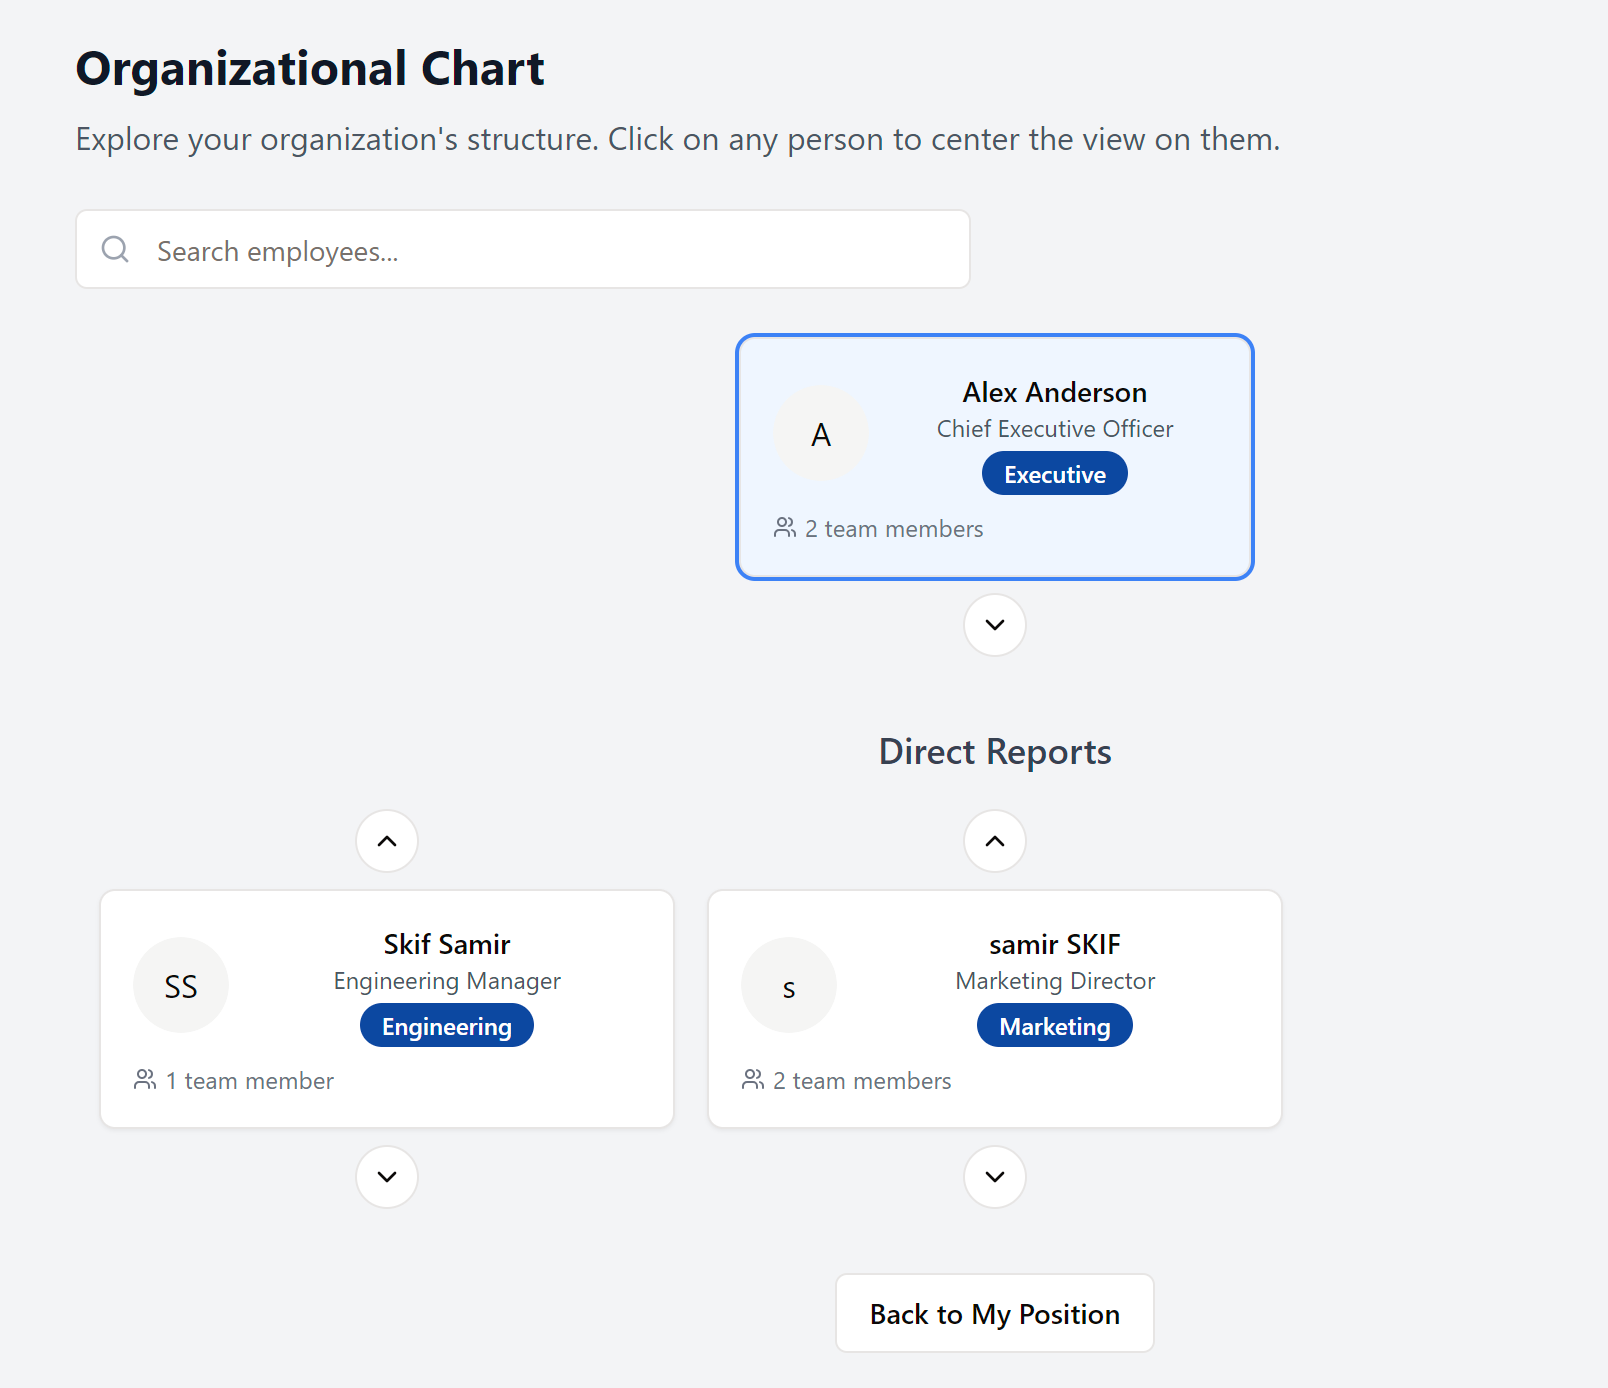 Organizational Chart
Explore your organization's structure. Click on any person to center the view on them.
Search employees...
A
Alex Anderson
Chief Executive Officer
Executive
2 team members
Direct Reports
SS
Skif Samir
Engineering Manager
Engineering
1 team member
s
samir SKIF
Marketing Director
Marketing
2 team members
Back to My Position